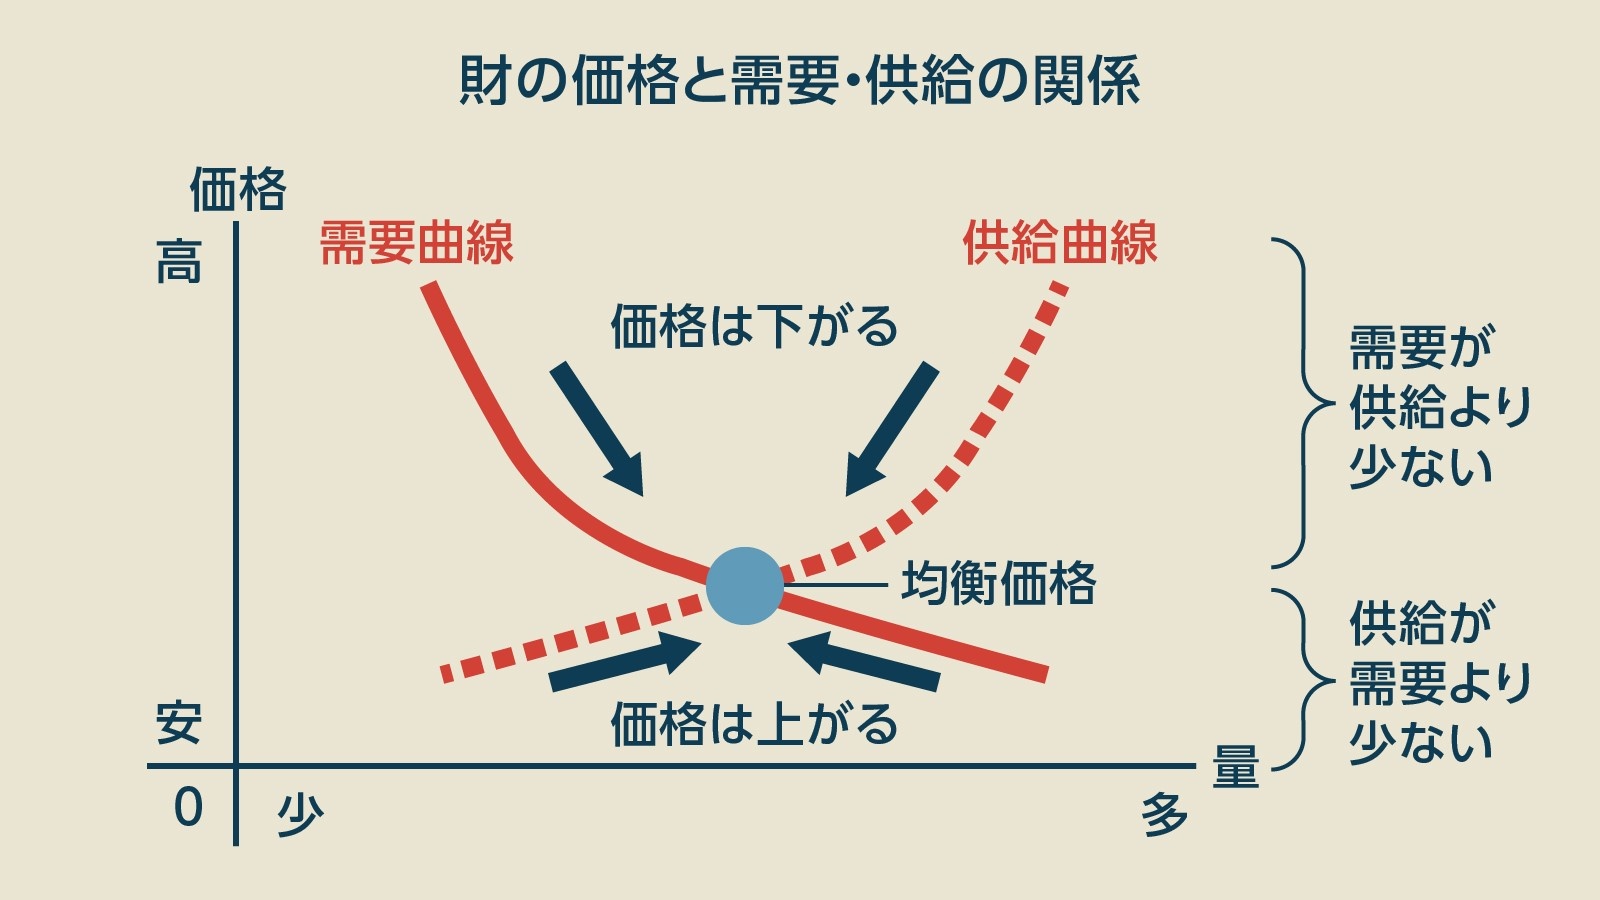 財の価格と需要・供給の関係
価格
高
需要曲線
供給曲線
価格は下がる
需要が
供給より
少ない
均衡価格
供給が
需要より
少ない
安
価格は上がる
量
0
少
多